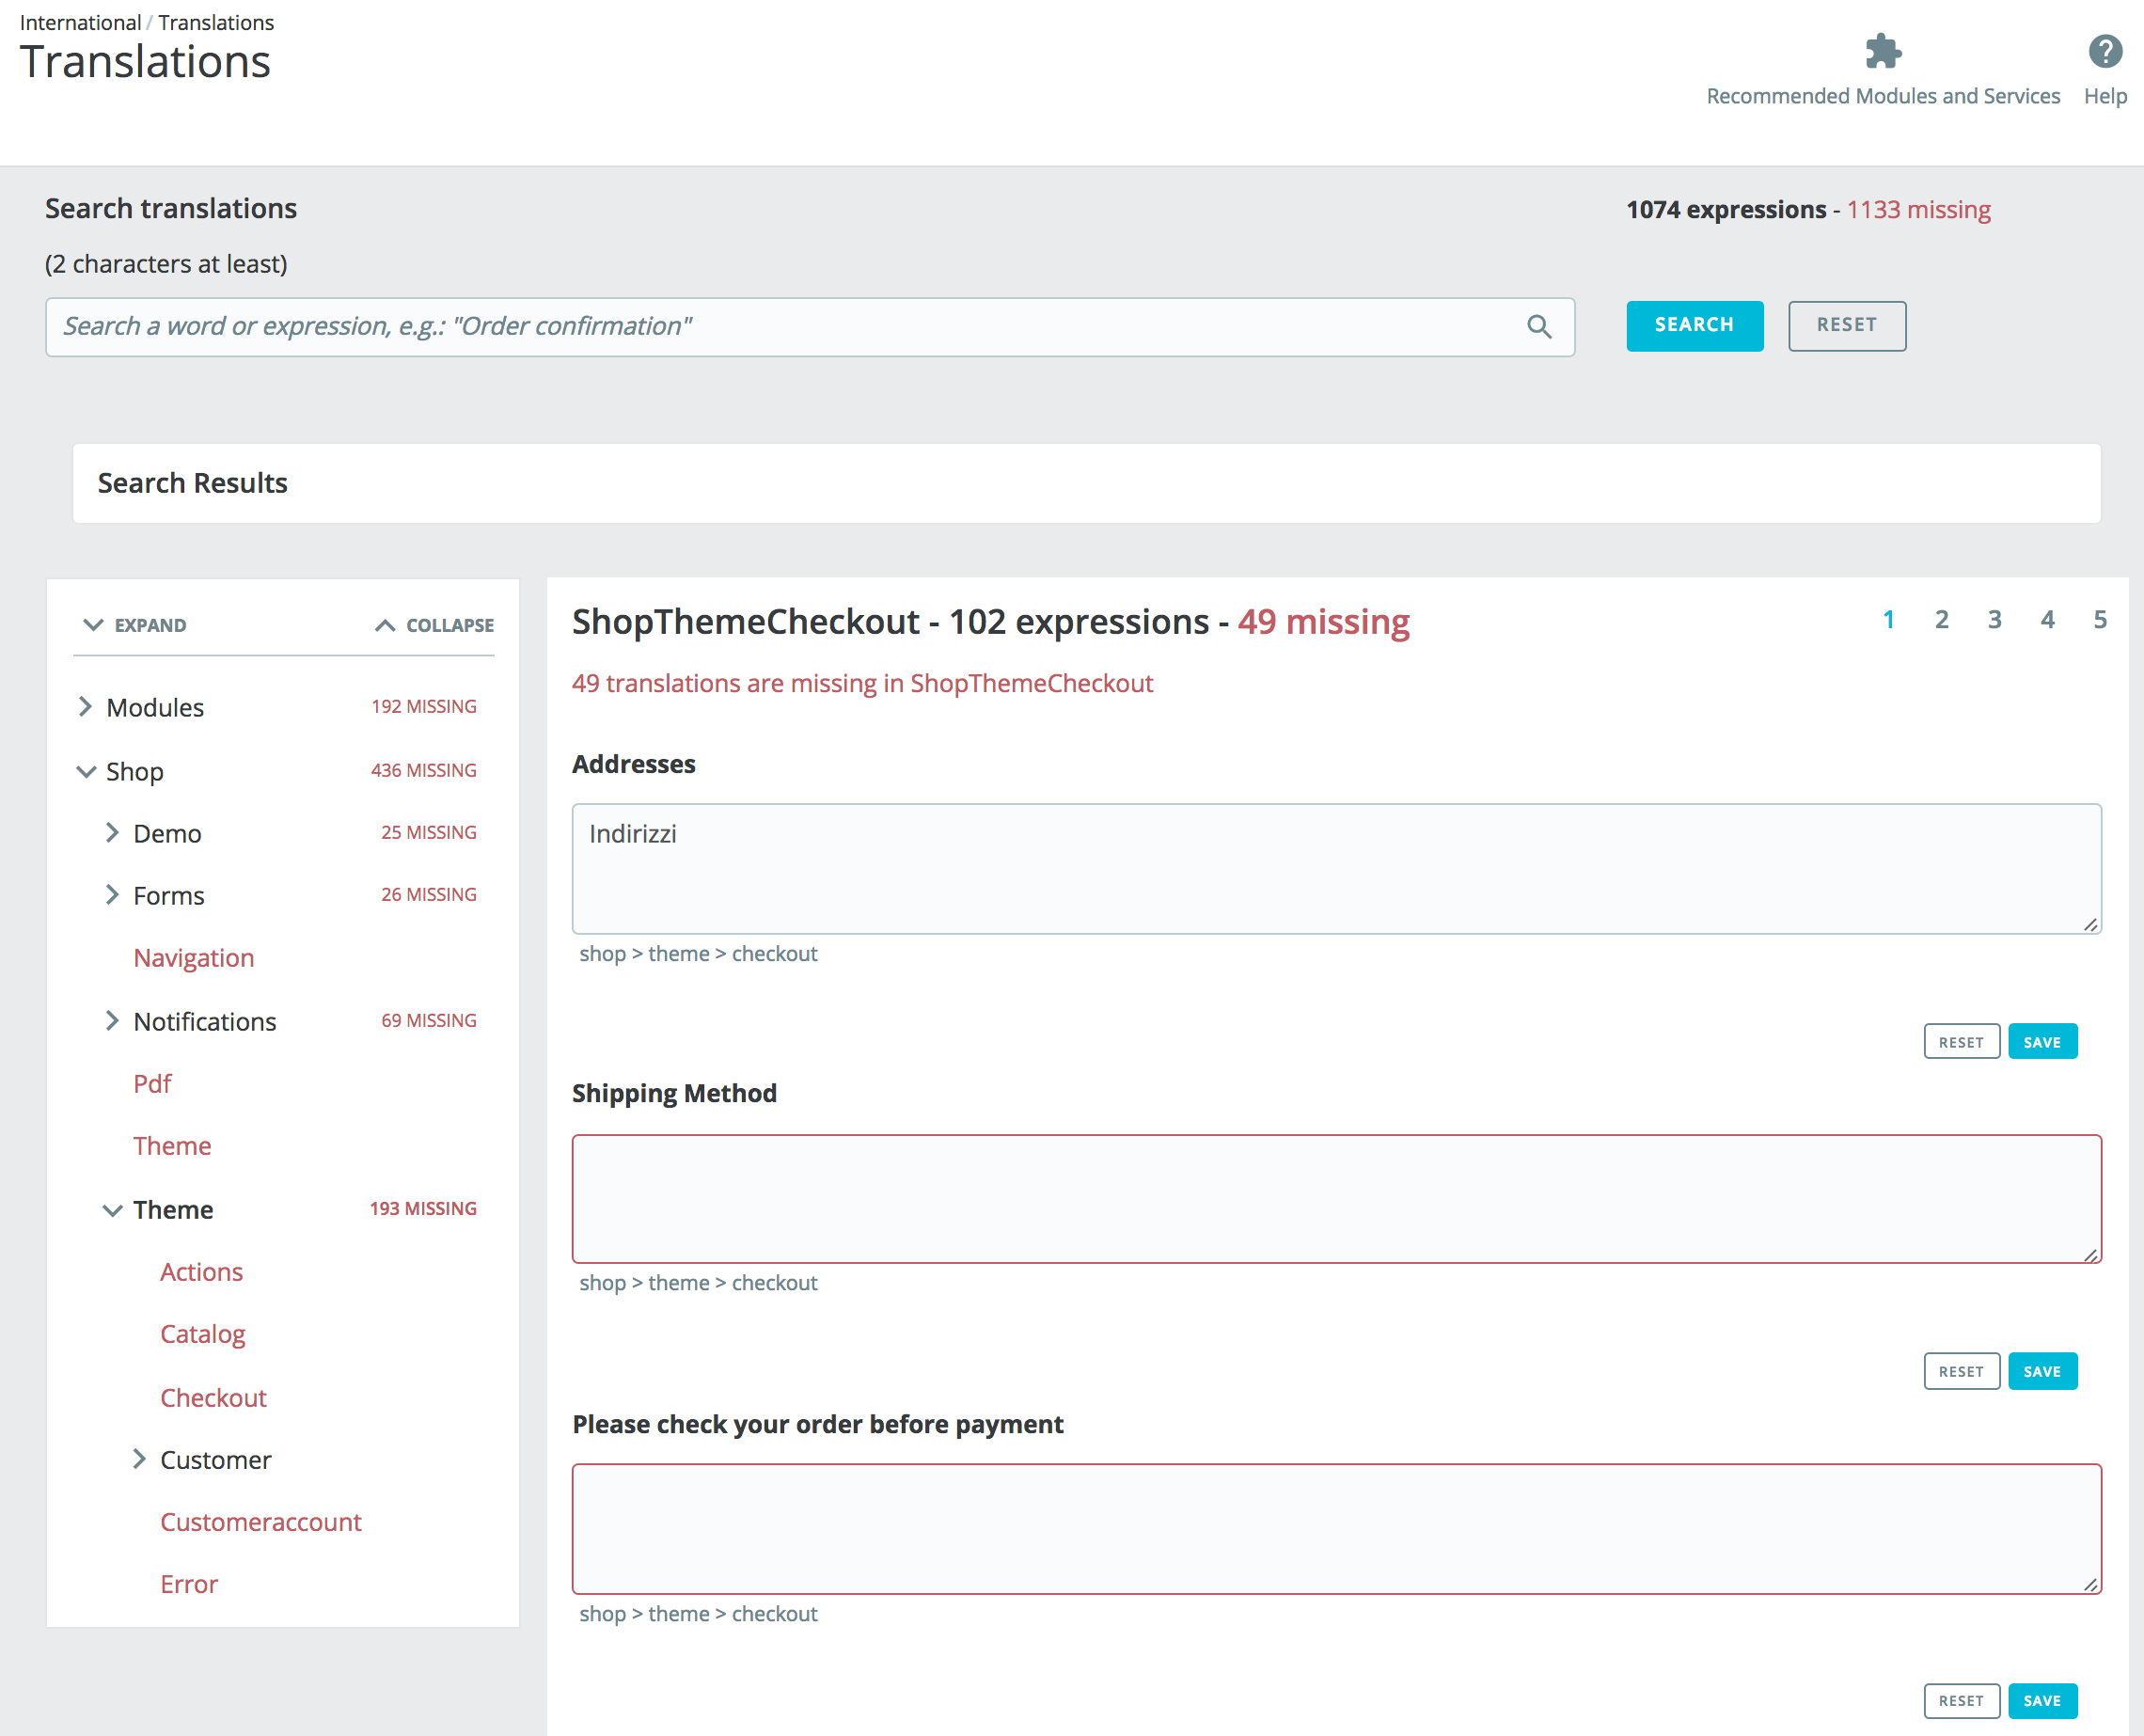 International / Translations
Translations
Recommended Modules and Services
Help
Search translations
1074 expressions - 1133 missing
(2 characters at least)
Search a word or expression, e.g.: "Order confirmation"
SEARCH
RESET
Search Results
EXPAND
COLLAPSE
Modules 192 MISSING
Shop 436 MISSING
Demo 25 MISSING
Forms 26 MISSING
Navigation
Notifications 69 MISSING
Pdf
Theme
Theme 193 MISSING
Actions
Catalog
Checkout
Customer
Customeraccount
Error
ShopThemeCheckout - 102 expressions - 49 missing
1 2 3 4 5
49 translations are missing in ShopThemeCheckout
Addresses
Indirizzi
shop > theme > checkout
RESET SAVE
Shipping Method
shop > theme > checkout
RESET SAVE
Please check your order before payment
shop > theme > checkout
RESET SAVE